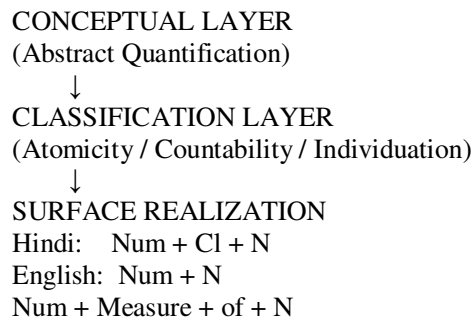 CONCEPTUAL LAYER
(Abstract Quantification)
↓
CLASSIFICATION LAYER
(Atomicity / Countability / Individuation)
↓
SURFACE REALIZATION
Hindi: Num + Cl + N
English: Num + N
Num + Measure + of + N